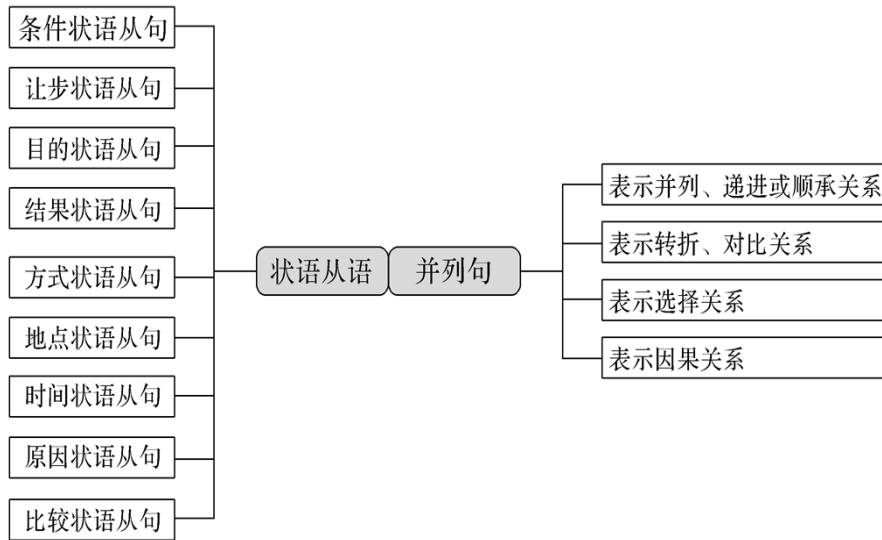 条件状语从句
让步状语从句
目的状语从句
结果状语从句
方式状语从句
地点状语从句
时间状语从句
原因状语从句
比较状语从句
状语从语
并列句
表示并列、递进或顺承关系
表示转折、对比关系
表示选择关系
表示因果关系